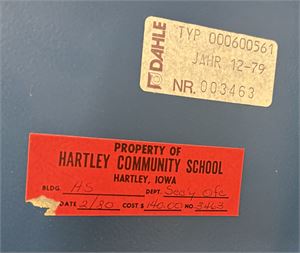 DAHLE
TYP 000600561
JAHR 12-79
NR. 003463
PROPERTY OF
HARTLEY COMMUNITY SCHOOL
HARTLEY, IOWA
BLDG. HS DEPT. Sec'y Ofc
DATE 2/80 COST $ 140.00 NO. 3463